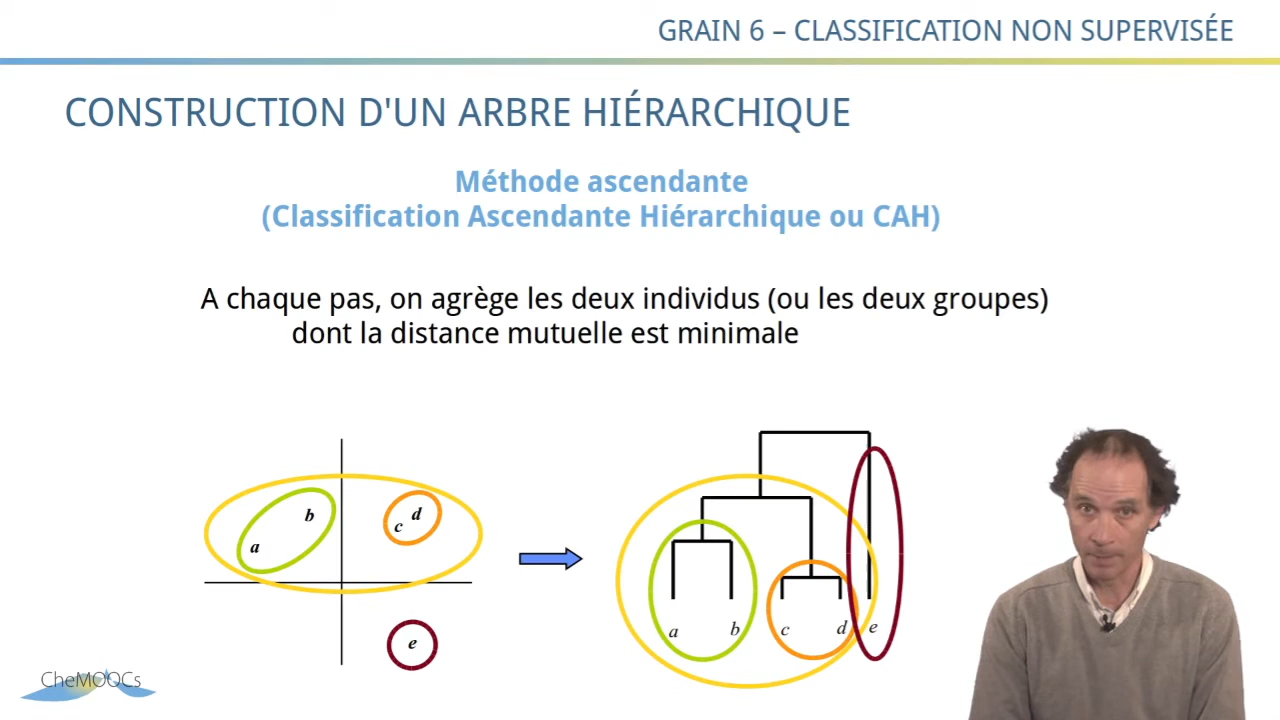 GRAIN 6 – CLASSIFICATION NON SUPERVISÉE
CONSTRUCTION D'UN ARBRE HIÉRARCHIQUE
Méthode ascendante
(Classification Ascendante Hiérarchique ou CAH)
A chaque pas, on agrège les deux individus (ou les deux groupes)
dont la distance mutuelle est minimale
b
d
c
a
e
a b c d e
CheMOOCs